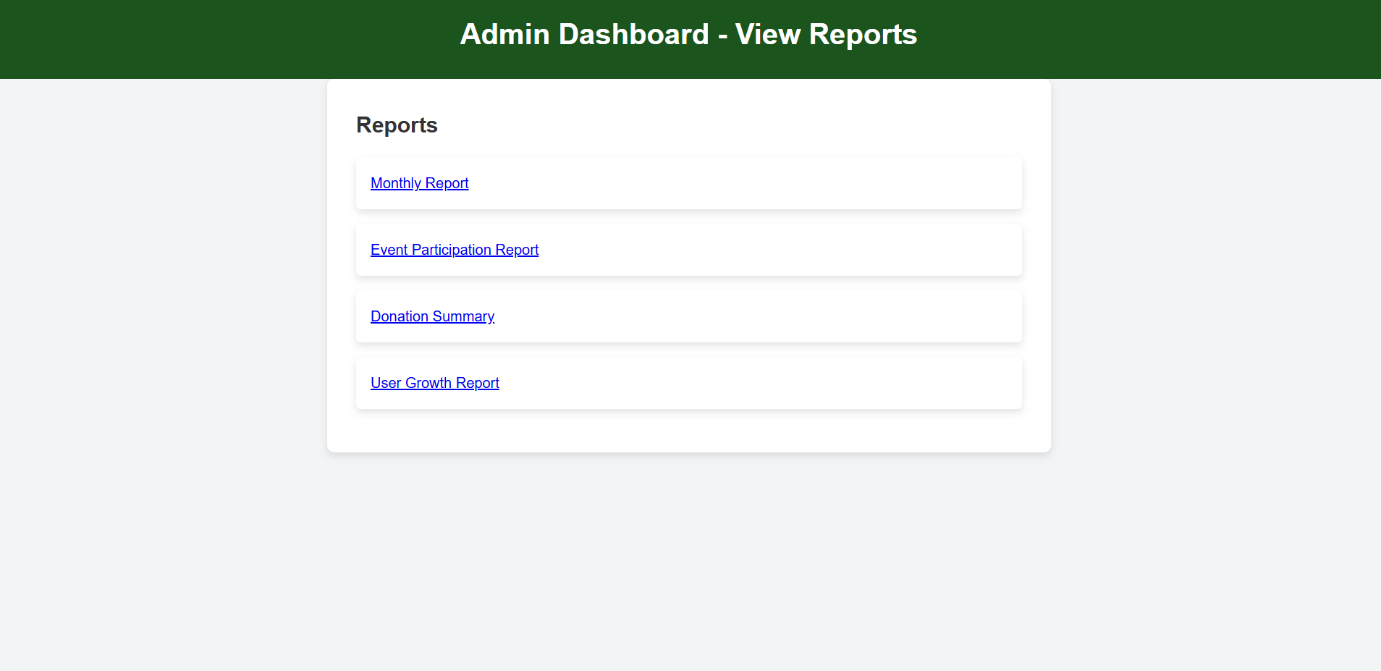 Admin Dashboard - View Reports
Reports
Monthly Report
Event Participation Report
Donation Summary
User Growth Report